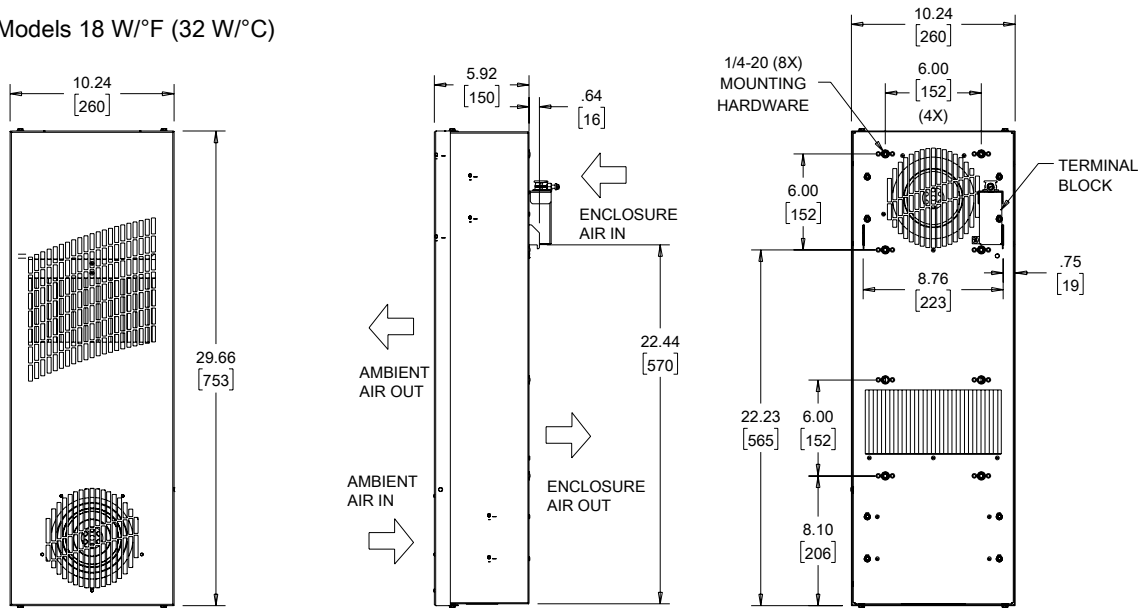 Models 18 W/°F (32 W/°C)
10.24
[260]
29.66
[753]
5.92
[150]
.64
[16]
ENCLOSURE
AIR IN
AMBIENT
AIR OUT
22.44
[570]
AMBIENT
AIR IN
ENCLOSURE
AIR OUT
10.24
[260]
1/4-20 (8X)
MOUNTING
HARDWARE
6.00
[152]
(4X)
TERMINAL
BLOCK
6.00
[152]
.75
[19]
8.76
[223]
22.23
[565]
6.00
[152]
8.10
[206]